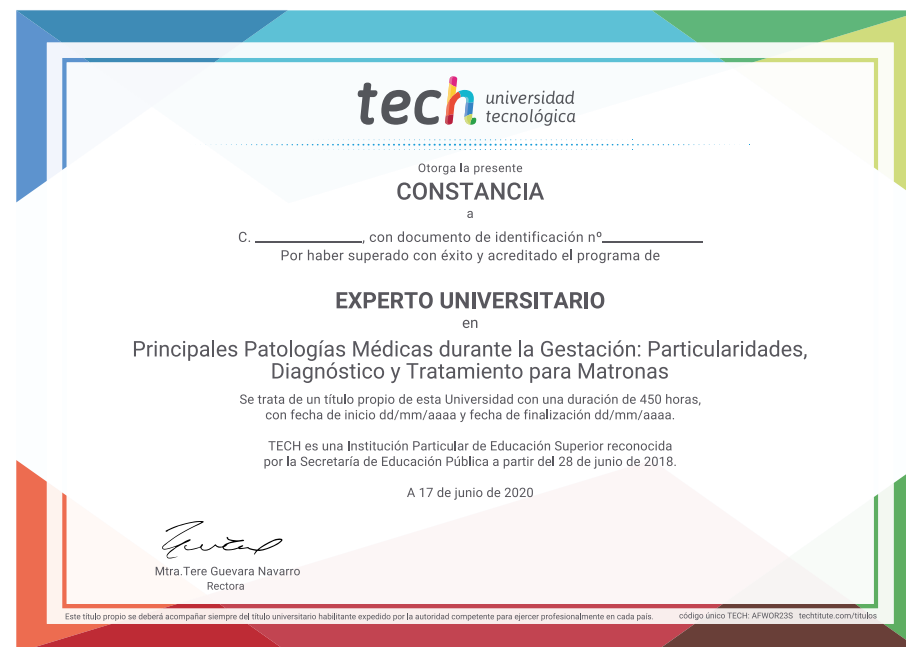 tech universidad
tecnológica
Otorga la presente
CONSTANCIA
a
C. ____________, con documento de identificación nº____________
Por haber superado con éxito y acreditado el programa de
EXPERTO UNIVERSITARIO
en
Principales Patologías Médicas durante la Gestación: Particularidades,
Diagnóstico y Tratamiento para Matronas
Se trata de un título propio de esta Universidad con una duración de 450 horas,
con fecha de inicio dd/mm/aaaa y fecha de finalización dd/mm/aaaa.
TECH es una Institución Particular de Educación Superior reconocida
por la Secretaría de Educación Pública a partir del 28 de junio de 2018.
A 17 de junio de 2020
Mtra.Tere Guevara Navarro
Rectora
Este título propio se deberá acompañar siempre del título universitario habilitante expedido por la autoridad competente para ejercer profesionalmente en cada país. código único TECH: AFWOR23S techtitute.com/títulos